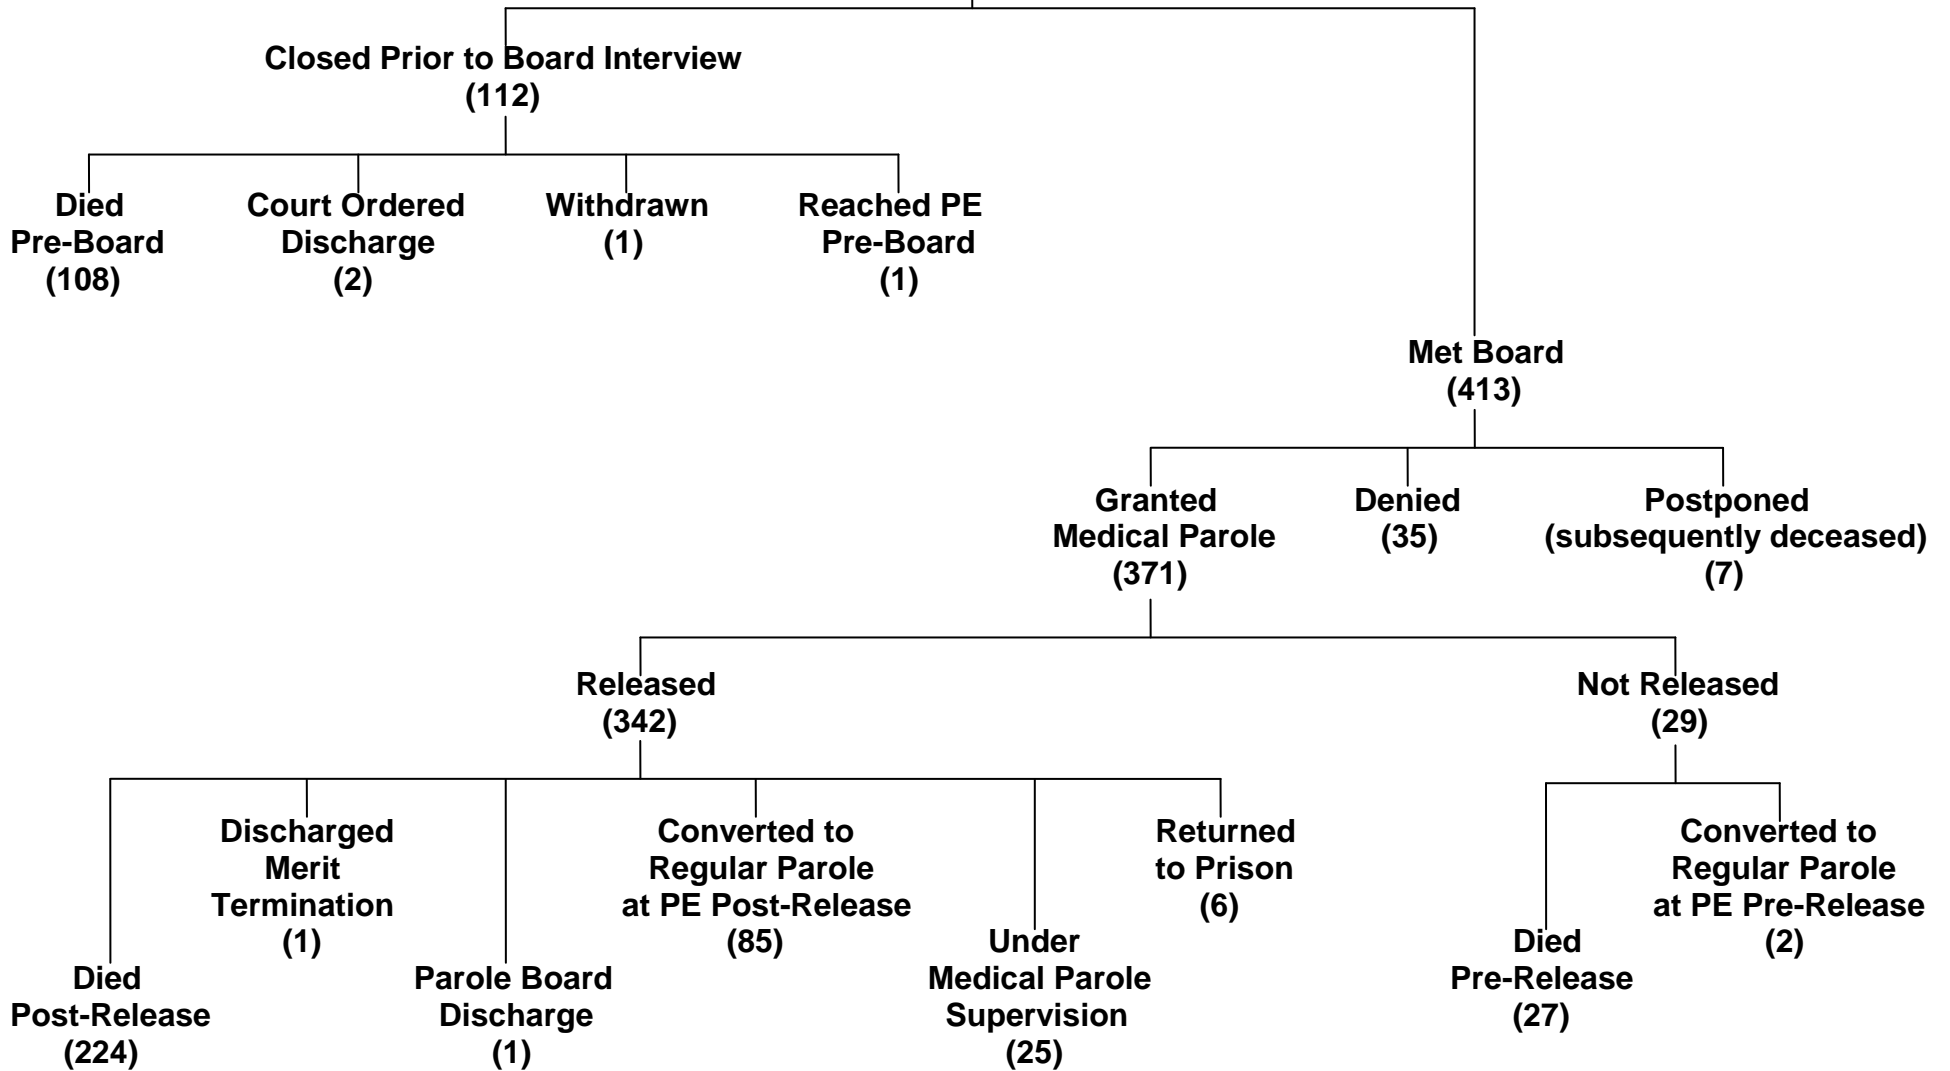 Closed Prior to Board Interview
(112)
Died
Pre-Board
(108)
Court Ordered
Discharge
(2)
Withdrawn
(1)
Reached PE
Pre-Board
(1)
Met Board
(413)
Granted
Medical Parole
(371)
Denied
(35)
Postponed
(subsequently deceased)
(7)
Released
(342)
Not Released
(29)
Died
Post-Release
(224)
Discharged
Merit
Termination
(1)
Parole Board
Discharge
(1)
Converted to
Regular Parole
at PE Post-Release
(85)
Under
Medical Parole
Supervision
(25)
Returned
to Prison
(6)
Died
Pre-Release
(27)
Converted to
Regular Parole
at PE Pre-Release
(2)